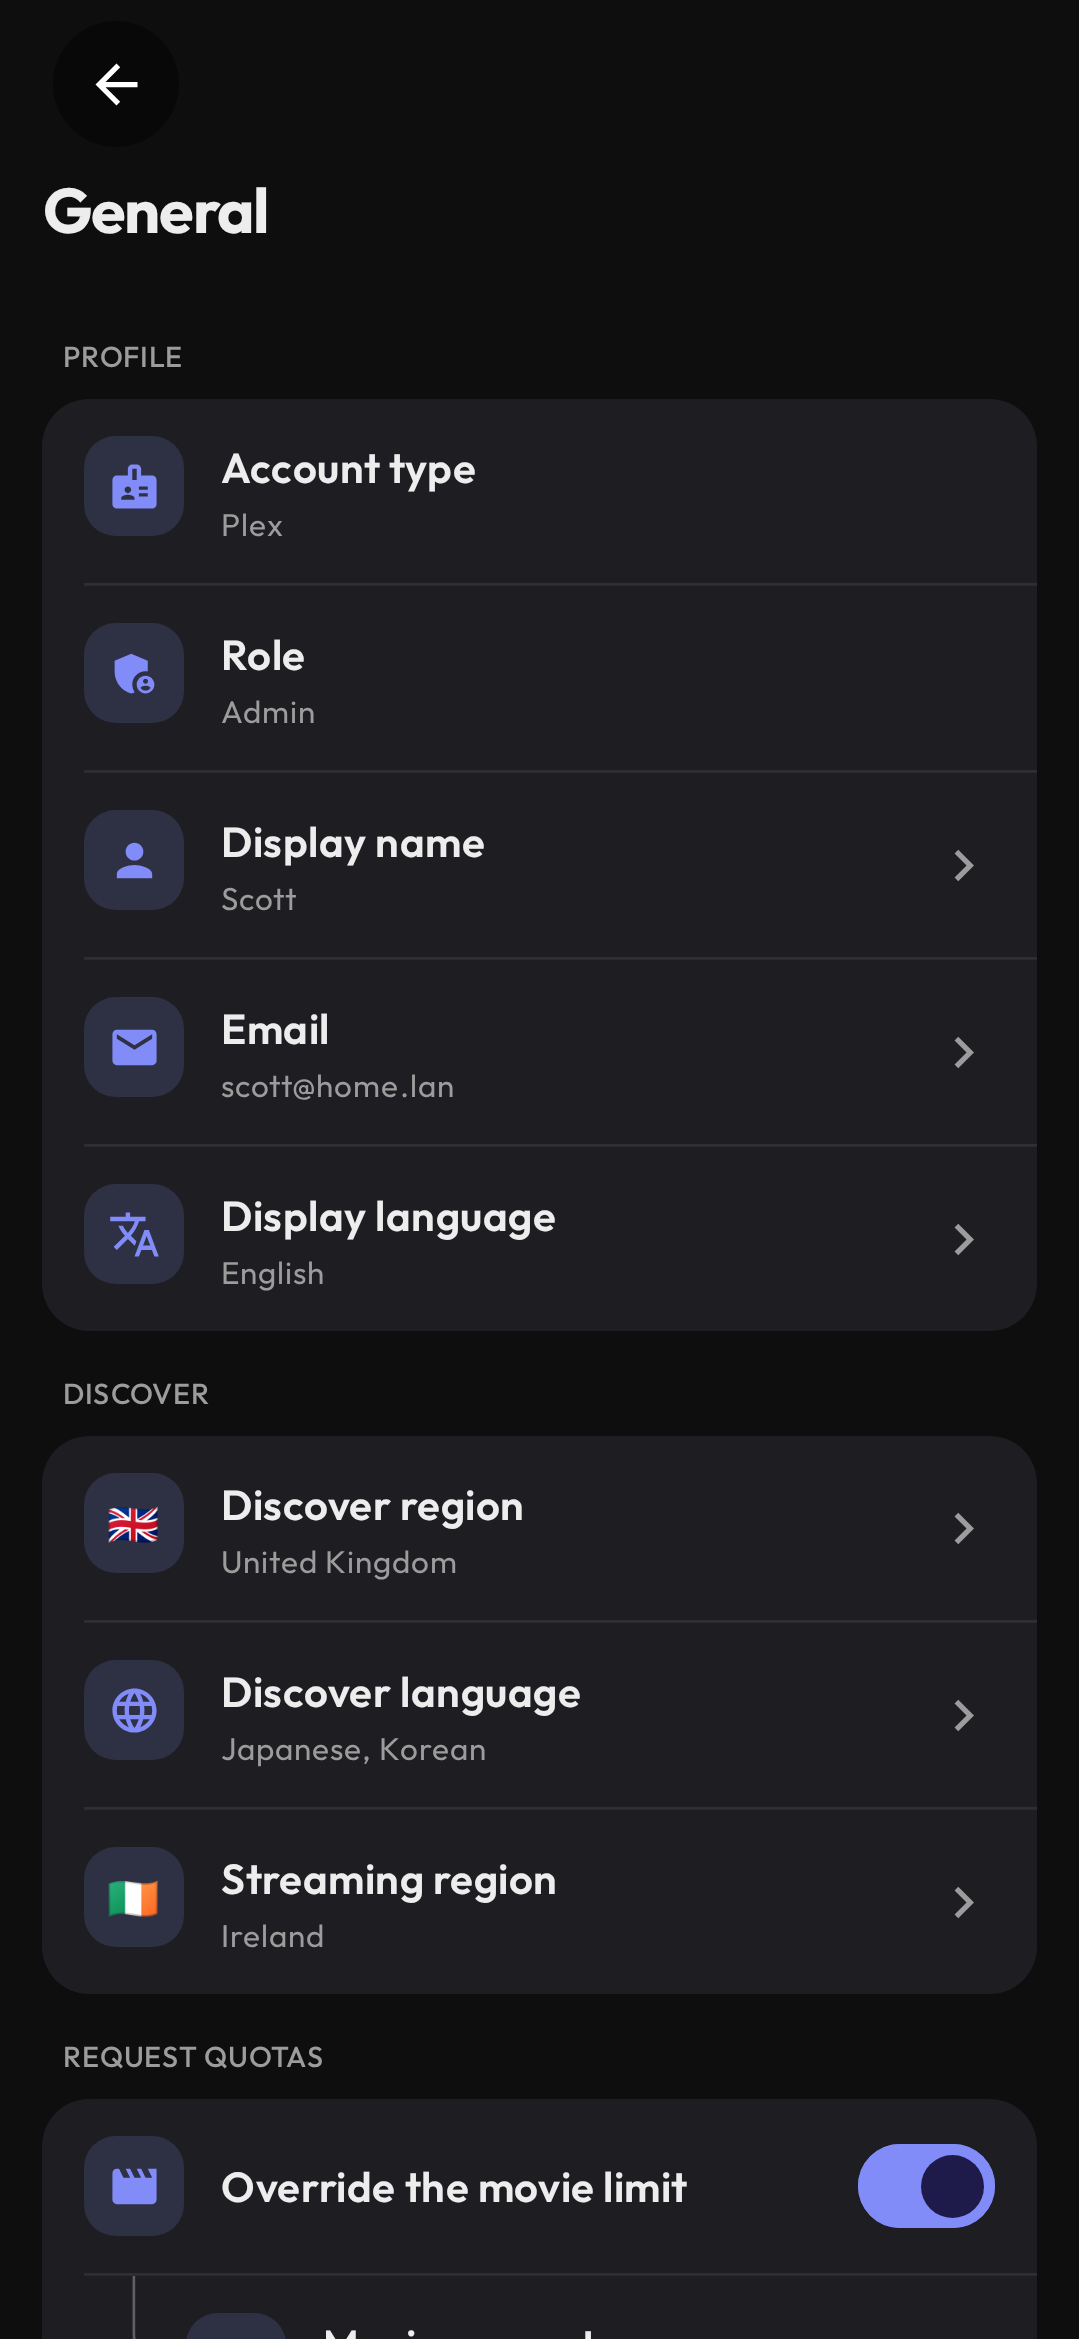 General
PROFILE
Account type
Plex
Role
Admin
Display name
Scott
Email
scott@home.lan
Display language
English
DISCOVER
Discover region
United Kingdom
Discover language
Japanese, Korean
Streaming region
Ireland
REQUEST QUOTAS
Override the movie limit